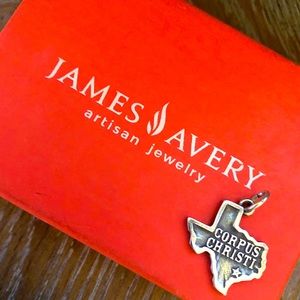 JAMES AVERY
artisan jewelry
CORPUS
CHRISTI